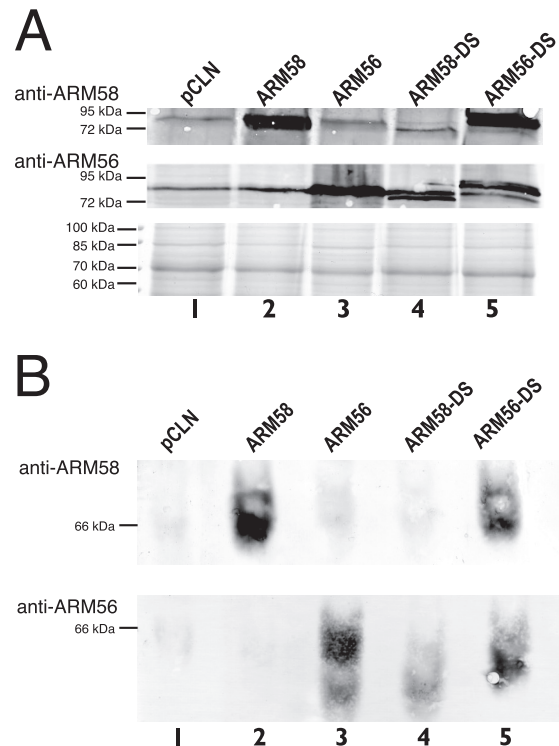 A
pCLN ARM58 ARM56 ARM58-DS ARM56-DS
anti-ARM58
95 kDa
72 kDa
anti-ARM56
95 kDa
72 kDa
100 kDa
85 kDa
70 kDa
60 kDa
1 2 3 4 5
B
pCLN ARM58 ARM56 ARM58-DS ARM56-DS
anti-ARM58
66 kDa
anti-ARM56
66 kDa
1 2 3 4 5